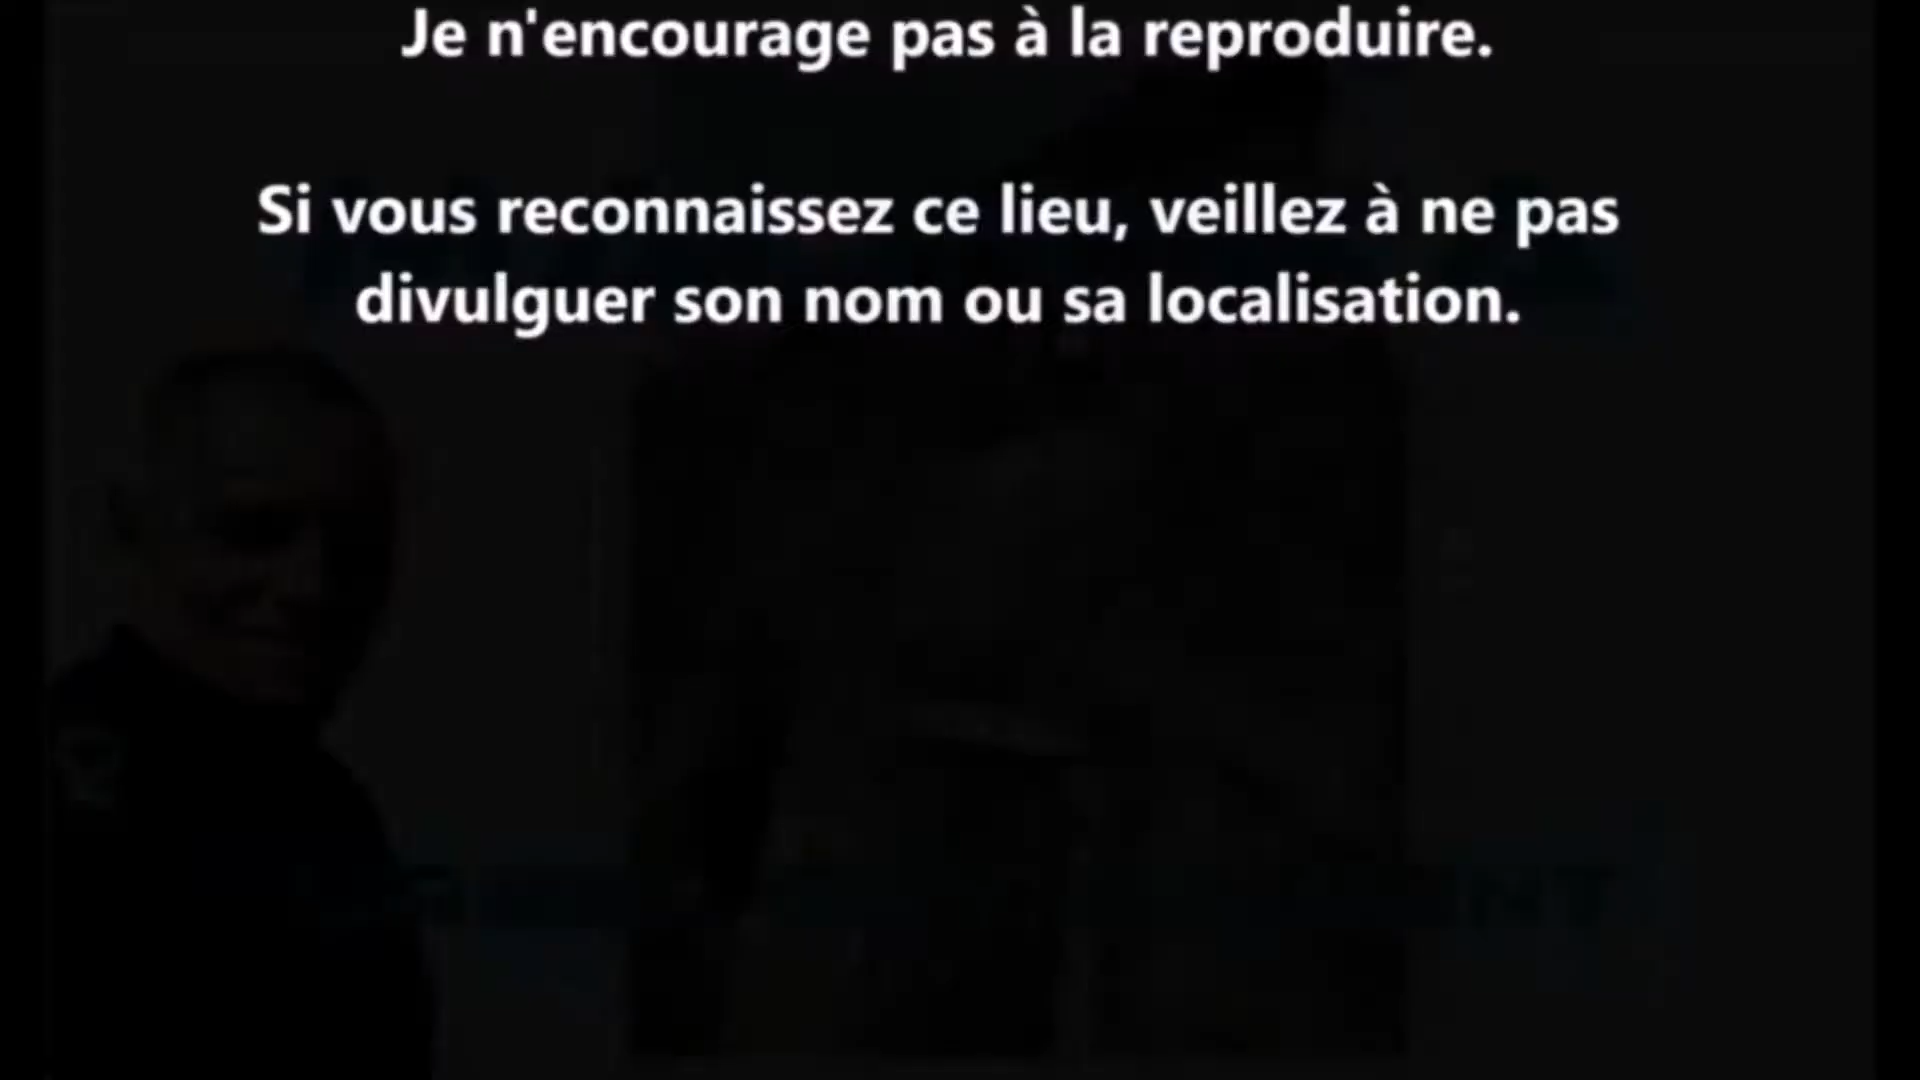 Je n'encourage pas à la reproduire.
Si vous reconnaissez ce lieu, veillez à ne pas
divulguer son nom ou sa localisation.